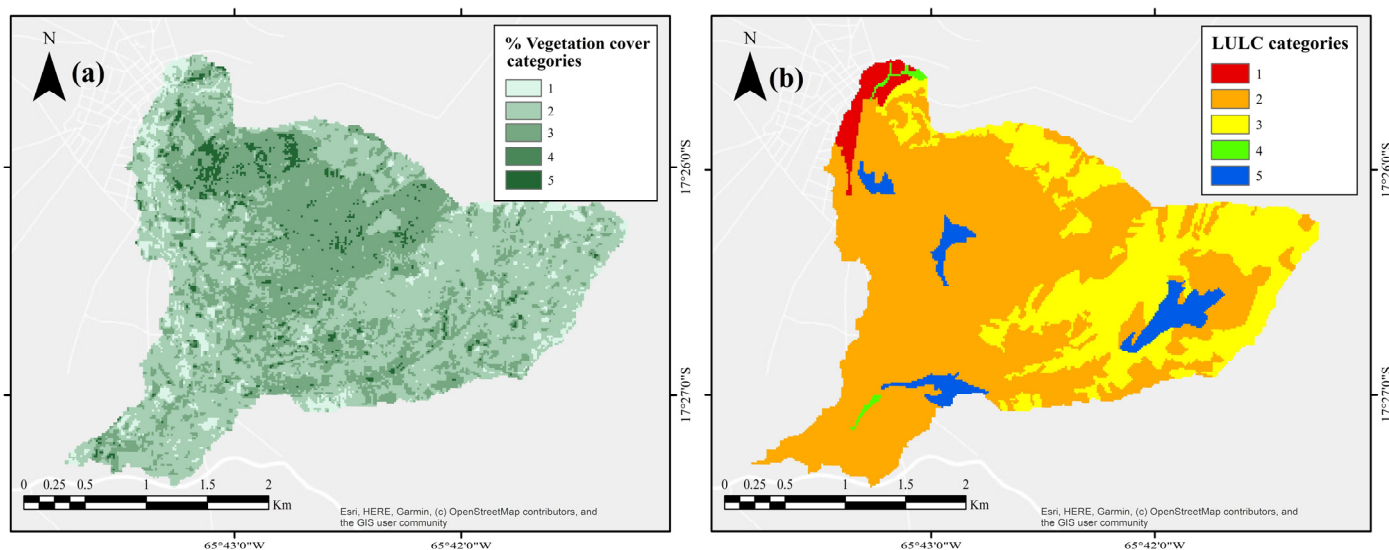 N
(a)
% Vegetation cover
categories
1
2
3
4
5
17°26'0"S
17°27'0"S
0 0.25 0.5 1 1.5 2
Km
Esri, HERE, Garmin, (c) OpenStreetMap contributors, and
the GIS user community
65°43'0"W 65°42'0"W
N
(b)
LULC categories
1
2
3
4
5
17°26'0"S
17°27'0"S
0 0.25 0.5 1 1.5 2
Km
Esri, HERE, Garmin, (c) OpenStreetMap contributors, and
the GIS user community
65°43'0"W 65°42'0"W